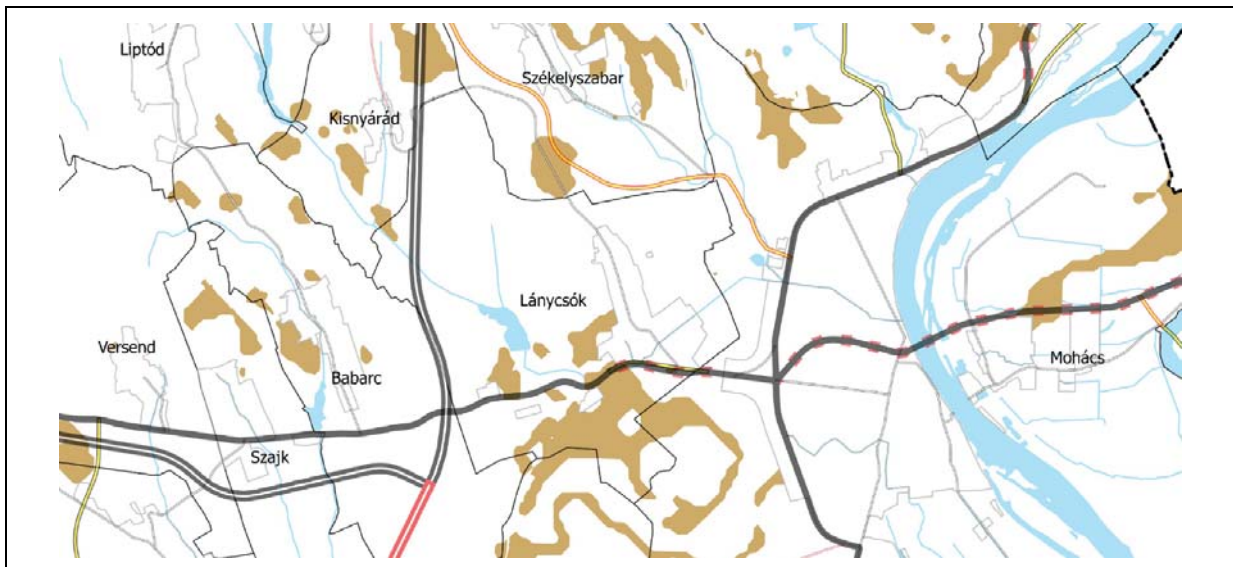 Liptód
Székelyszabar
Kisnyárád
Lánycsók
Versend
Mohács
Babarc
Szajk